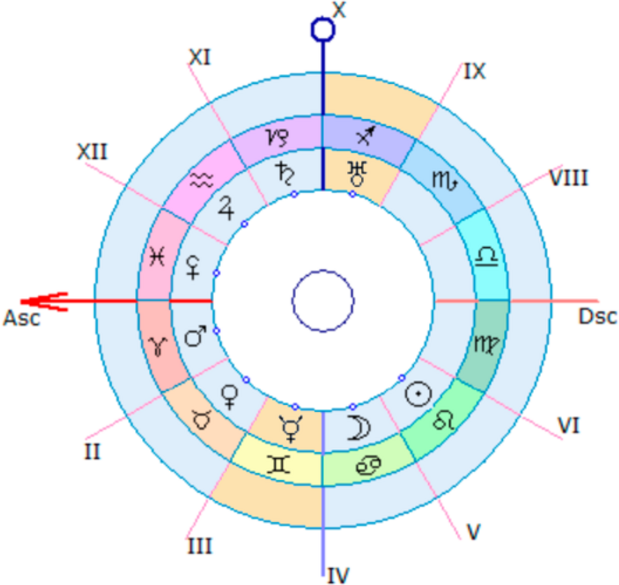 X
XI
IX
♑
♐
XII
♄
⛢
♒
♏
VIII
♃
♓
♎
Asc
Dsc
♂
♈
♍
♀
☉
♉
☿
☽
♌
II
VI
♊
♋
III
V
IV